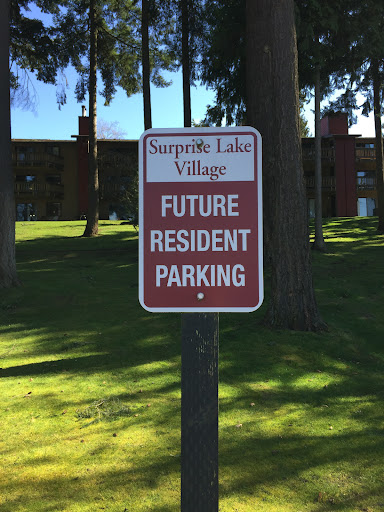 Surprise Lake
Village
FUTURE
RESIDENT
PARKING